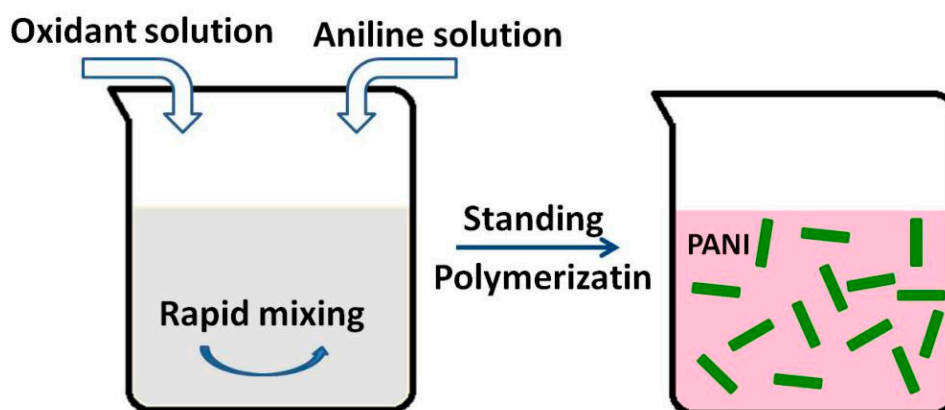 Oxidant solution
Aniline solution
Rapid mixing
Standing
Polymerizatin
PANI